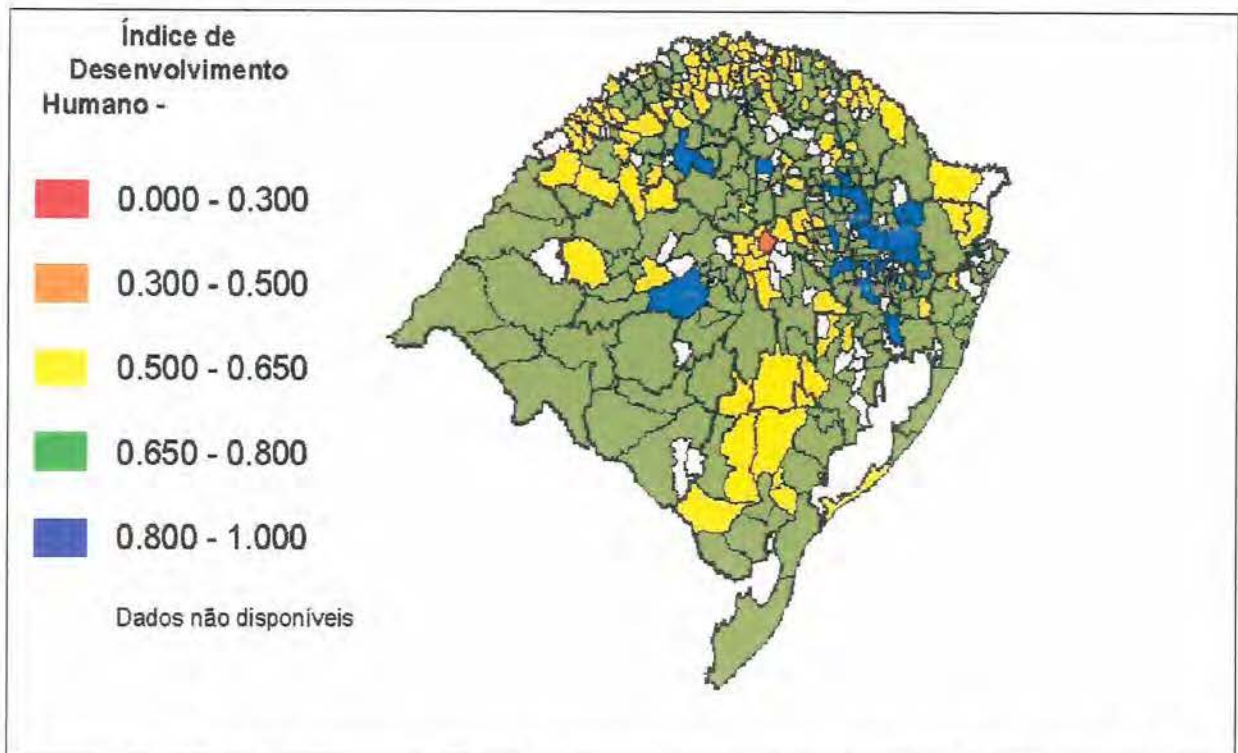 Índice de
Desenvolvimento
Humano -
0.000 - 0.300
0.300 - 0.500
0.500 - 0.650
0.650 - 0.800
0.800 - 1.000
Dados não disponíveis